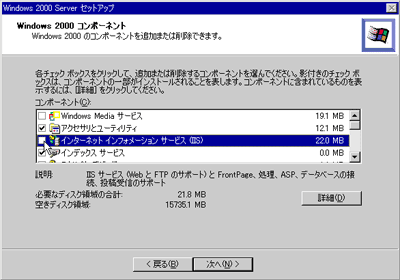 Windows 2000 Server セットアップ
Windows 2000 コンポーネント
Windows 2000 のコンポーネントを追加または削除できます。
各チェック ボックスをクリックして、追加または削除するコンポーネントを選んでください。影付きのチェック ボ
ックスは、コンポーネントの一部がインストールされることを表します。コンポーネントに含まれているものを表
示するには、[詳細] をクリックしてください。
コンポーネント(C):
Windows Media サービス 19.1 MB
アクセサリとユーティリティ 12.1 MB
インターネット インフォメーション サービス (IIS) 22.0 MB
インデックス サービス 0.0 MB
説明: IIS サービス (Web と FTP のサポート) と FrontPage、処理、ASP、データベースの接
続、投稿受信のサポート
必要なディスク領域の合計: 21.8 MB
空きディスク領域: 15735.1 MB
詳細(D)
< 戻る(B)
次へ(N) >